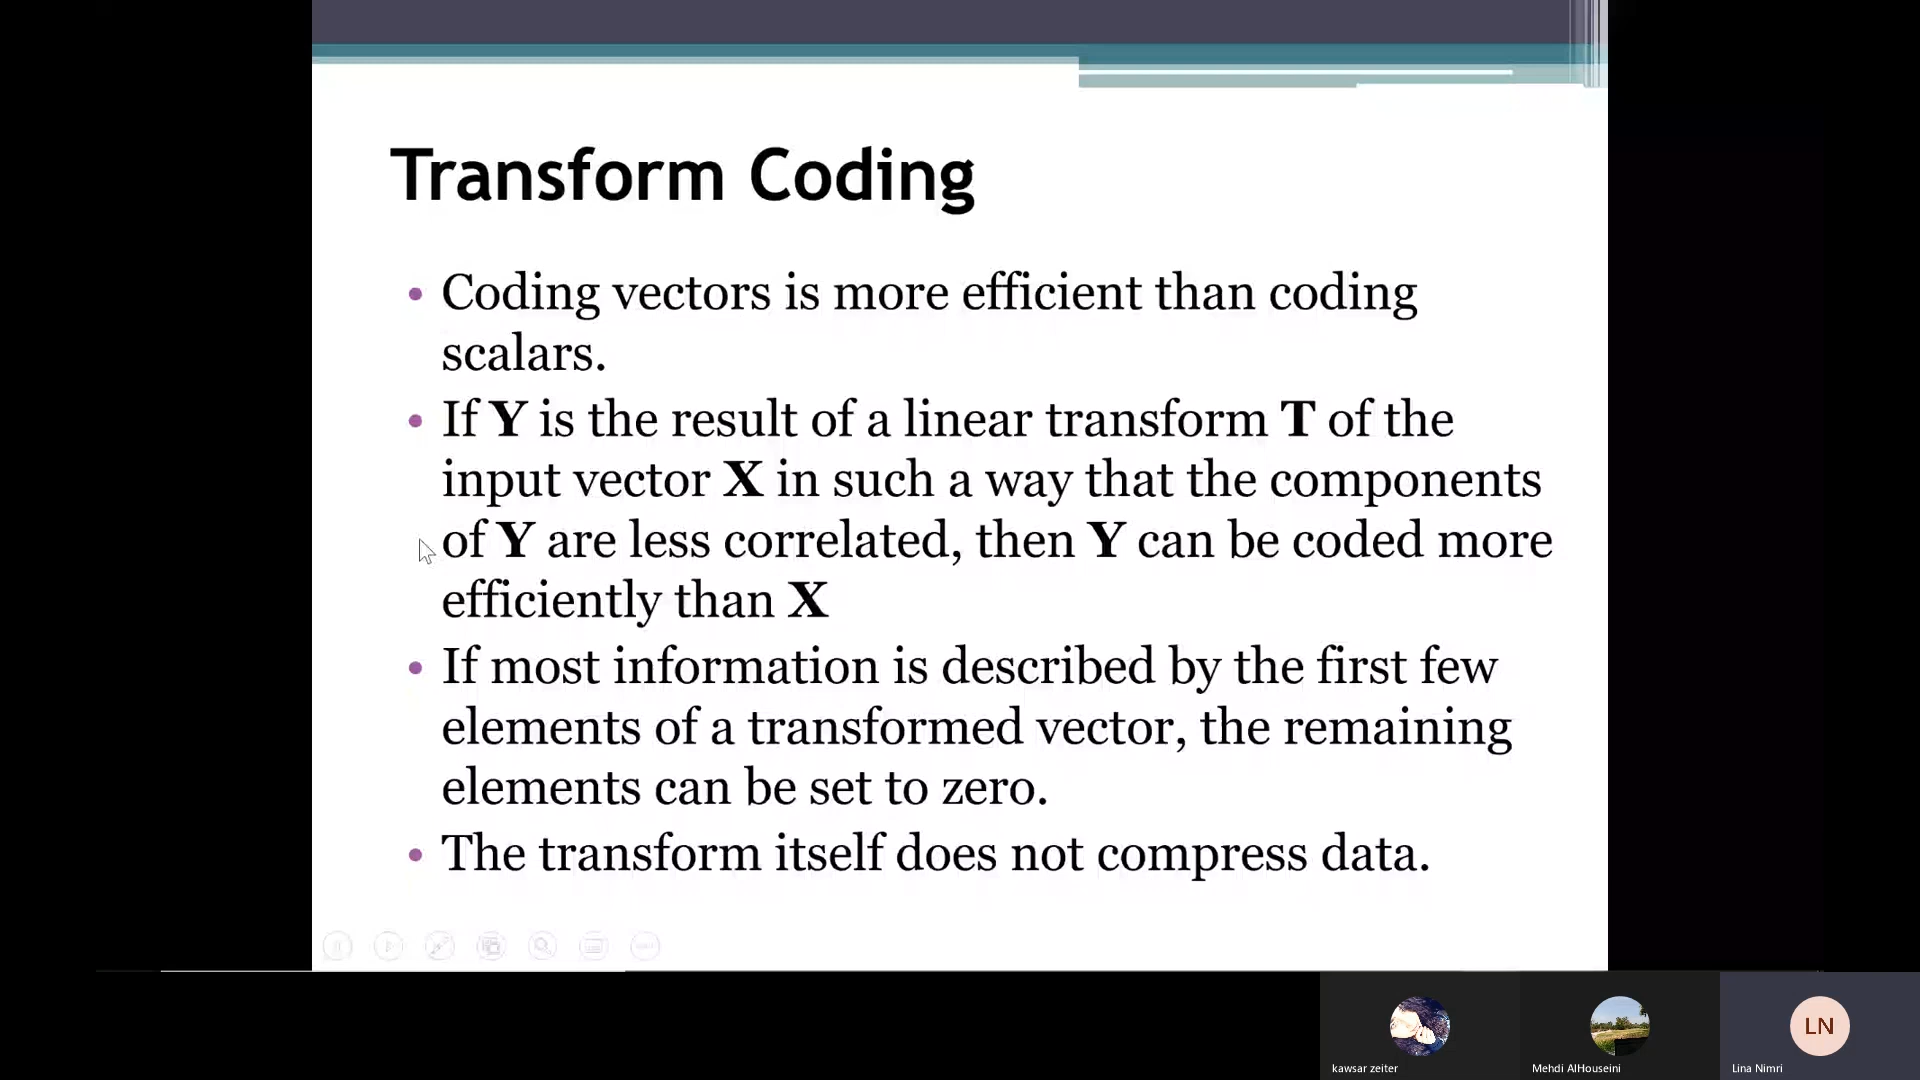 Transform Coding
• Coding vectors is more efficient than coding
scalars.
• If Y is the result of a linear transform T of the
input vector X in such a way that the components
of Y are less correlated, then Y can be coded more
efficiently than X
• If most information is described by the first few
elements of a transformed vector, the remaining
elements can be set to zero.
• The transform itself does not compress data.
LN
kawsar zeiter
Mehdi AlHouseini
Lina Nimri